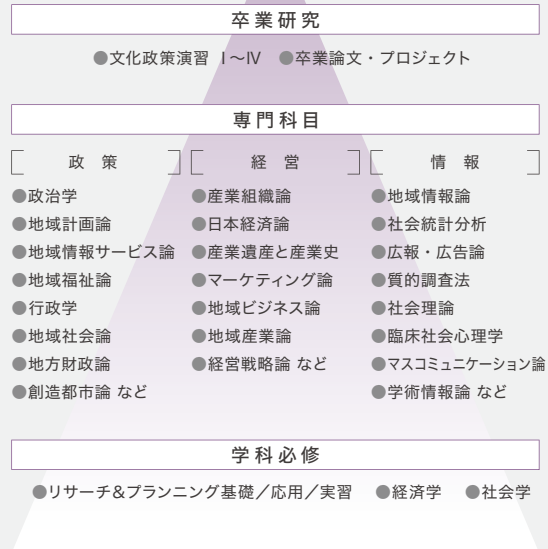 卒業研究
●文化政策演習 Ⅰ～Ⅳ ●卒業論文・プロジェクト
専門科目
政 策
●政治学
●地域計画論
●地域情報サービス論
●地域福祉論
●行政学
●地域社会論
●地方財政論
●創造都市論 など
経 営
●産業組織論
●日本経済論
●産業遺産と産業史
●マーケティング論
●地域ビジネス論
●地域産業論
●経営戦略論 など
情 報
●地域情報論
●社会統計分析
●広報・広告論
●質的調査法
●社会理論
●臨床社会心理学
●マスコミュニケーション論
●学術情報論 など
学科必修
●リサーチ&プランニング基礎／応用／実習 ●経済学 ●社会学